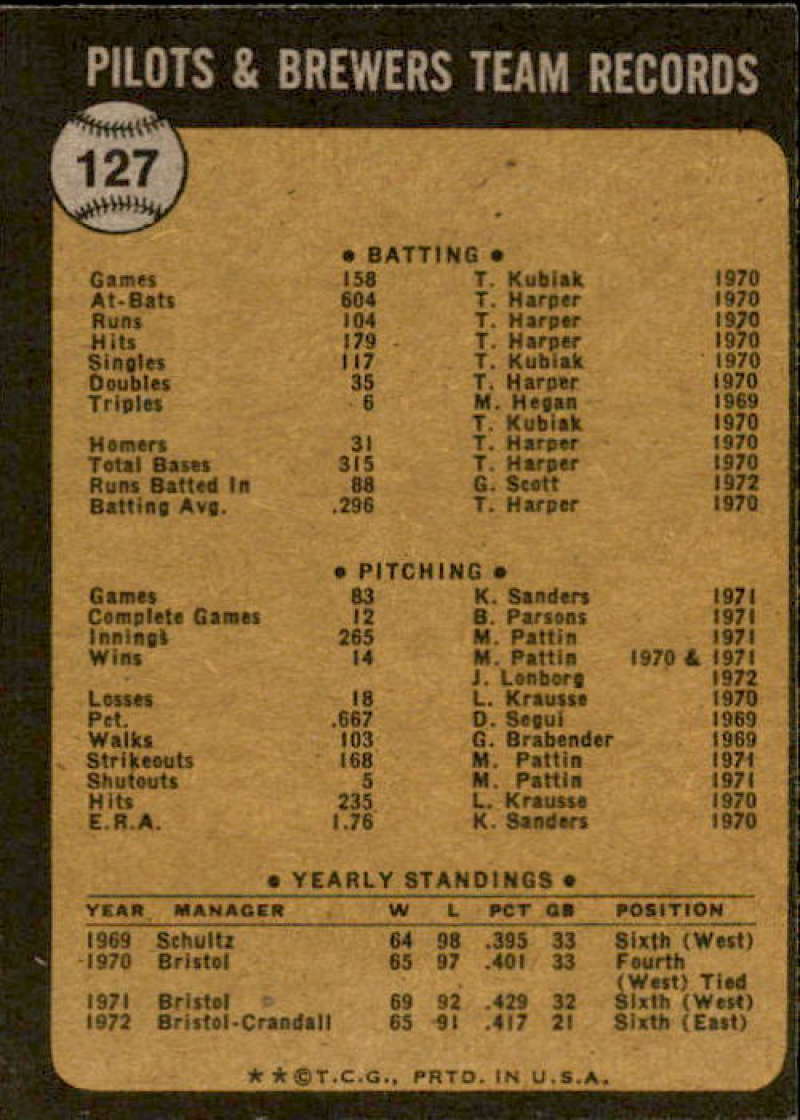 PILOTS & BREWERS TEAM RECORDS
127
• BATTING •
Games 158 T. Kubiak 1970
At-Bats 604 T. Harper 1970
Runs 104 T. Harper 1970
Hits 179 T. Harper 1970
Singles 117 T. Kubiak 1970
Doubles 35 T. Harper 1970
Triples 6 M. Hegan 1969
T. Kubiak 1970
Homers 31 T. Harper 1970
Total Bases 315 T. Harper 1970
Runs Batted In 88 G. Scott 1972
Batting Avg. .296 T. Harper 1970
• PITCHING •
Games 83 K. Sanders 1971
Complete Games 12 B. Parsons 1971
Innings 265 M. Pattin 1971
Wins 14 M. Pattin 1970 & 1971
J. Lonborg 1972
Losses 18 L. Krausse 1970
Pct. .667 D. Segui 1969
Walks 103 G. Brabender 1969
Strikeouts 168 M. Pattin 1971
Shutouts 5 M. Pattin 1971
Hits 235 L. Krausse 1970
E.R.A. 1.76 K. Sanders 1970
• YEARLY STANDINGS •
YEAR MANAGER W L PCT GB POSITION
1969 Schultz 64 98 .395 33 Sixth (West)
1970 Bristol 65 97 .401 33 Fourth
(West) Tied
1971 Bristol 69 92 .429 32 Sixth (West)
1972 Bristol-Crandall 65 91 .417 21 Sixth (East)
★★©T.C.G., PRTD. IN U.S.A.